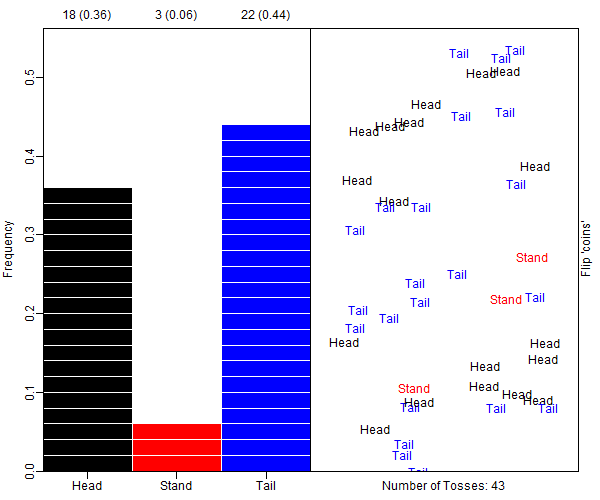 18 (0.36) 3 (0.06) 22 (0.44)
Frequency
0.5
0.4
0.3
0.2
0.1
0.0
Head Stand Tail
Tail
Tail
Tail
Head
Head
Head
Tail
Tail
Head
Head
Head
Head
Head
Tail
Head
Tail
Tail
Tail
Stand
Tail
Tail
Stand
Tail
Tail
Tail
Tail
Tail
Head
Head
Head
Head
Stand
Head
Head
Head
Head
Tail
Tail
Tail
Head
Tail
Tail
Tail
Number of Tosses: 43
Flip 'coins'